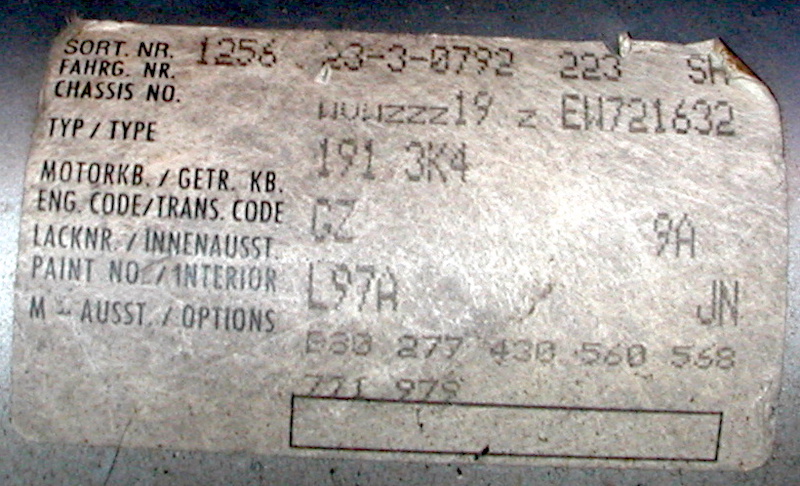 SORT. NR. 1256 23-3-0792 223 SH
FAHRG. NR.
CHASSIS NO. WVWZZZ19 Z EW721632
TYP / TYPE 191 3K4
MOTORKB. / GETR. KB.
ENG. CODE/TRANS. CODE GZ 9A
LACKNR. / INNENAUSST.
PAINT NO. / INTERIOR L97A JN
M - AUSST. / OPTIONS 277 430 560 568
771 979